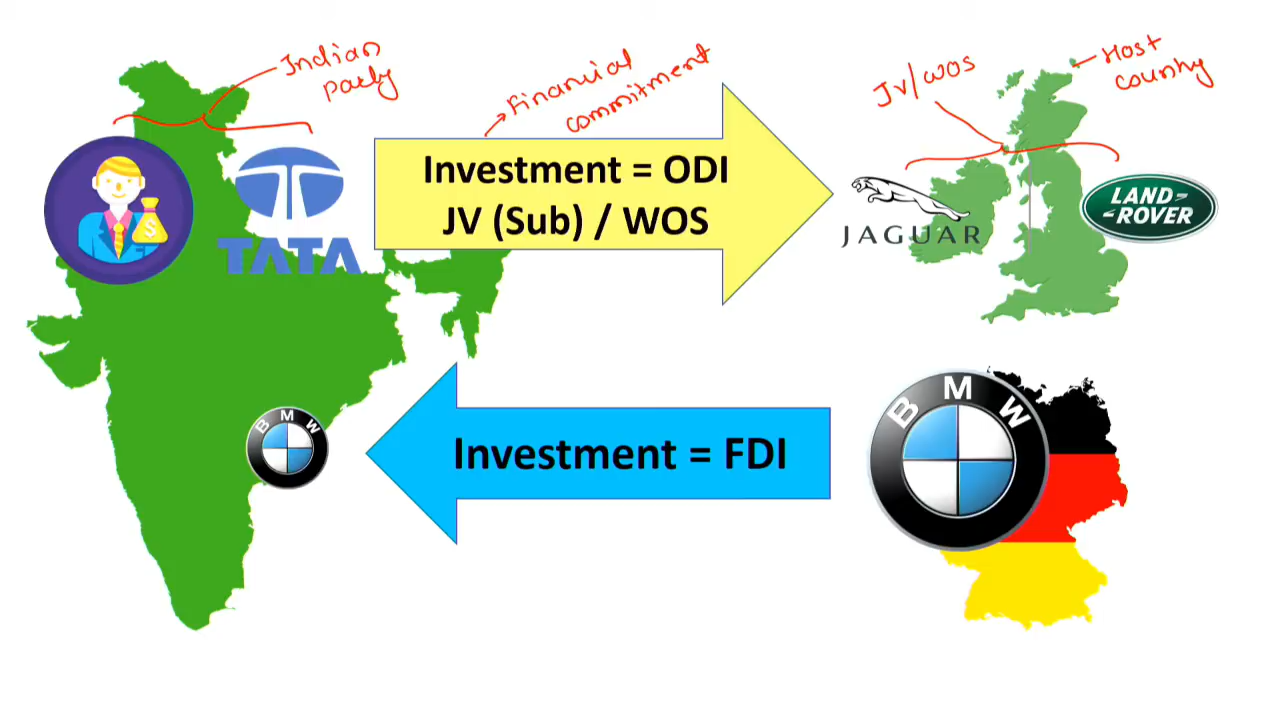 Indian
Party
Financial
commitment
JV/WOS
Host
country
Investment = ODI
JV (Sub) / WOS
TATA
JAGUAR
LAND
ROVER
BMW
Investment = FDI
BMW